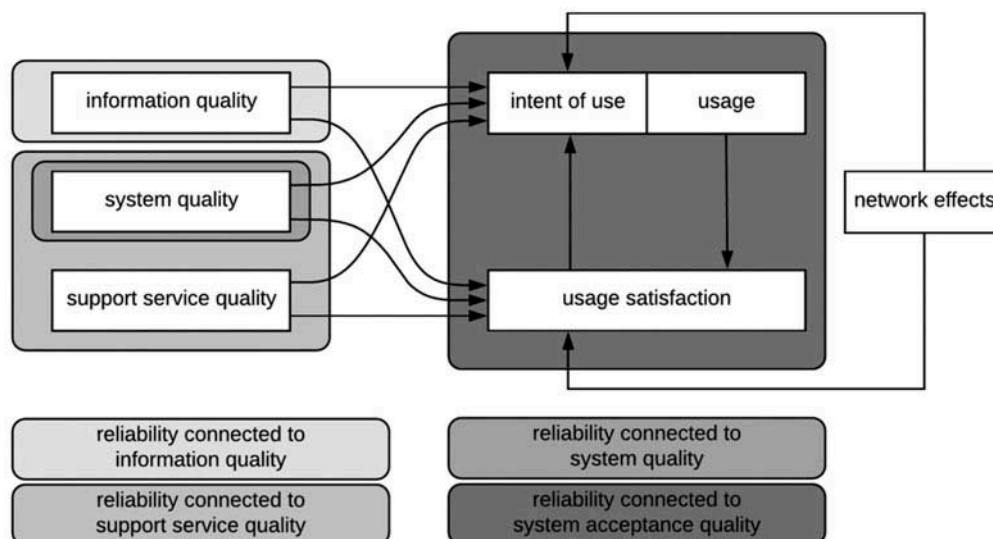 information quality
intent of use
usage
system quality
network effects
support service quality
usage satisfaction
reliability connected to
information quality
reliability connected to
system quality
reliability connected to
support service quality
reliability connected to
system acceptance quality